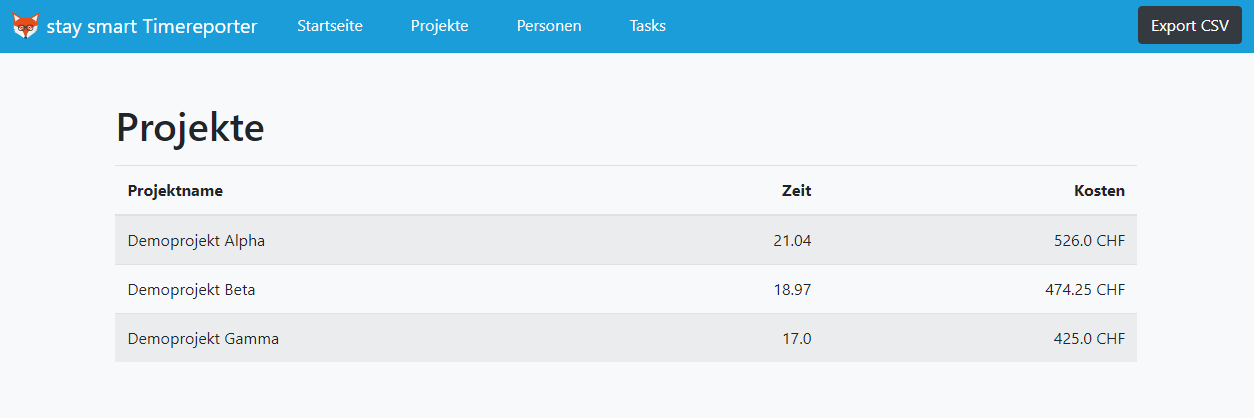 stay smart Timereporter Startseite Projekte Personen Tasks Export CSV
Projekte
Projektname Zeit Kosten
Demoprojekt Alpha 21.04 526.0 CHF
Demoprojekt Beta 18.97 474.25 CHF
Demoprojekt Gamma 17.0 425.0 CHF